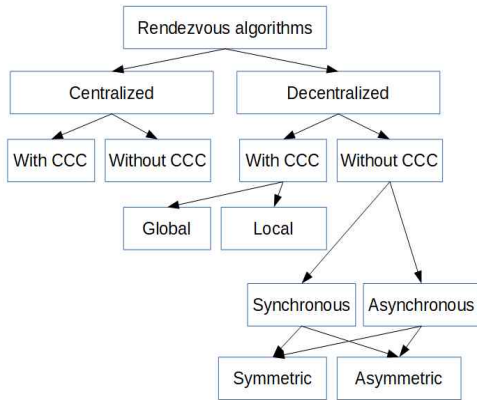 Rendezvous algorithms
Centralized
Decentralized
With CCC
Without CCC
With CCC
Without CCC
Global
Local
Synchronous
Asynchronous
Symmetric
Asymmetric